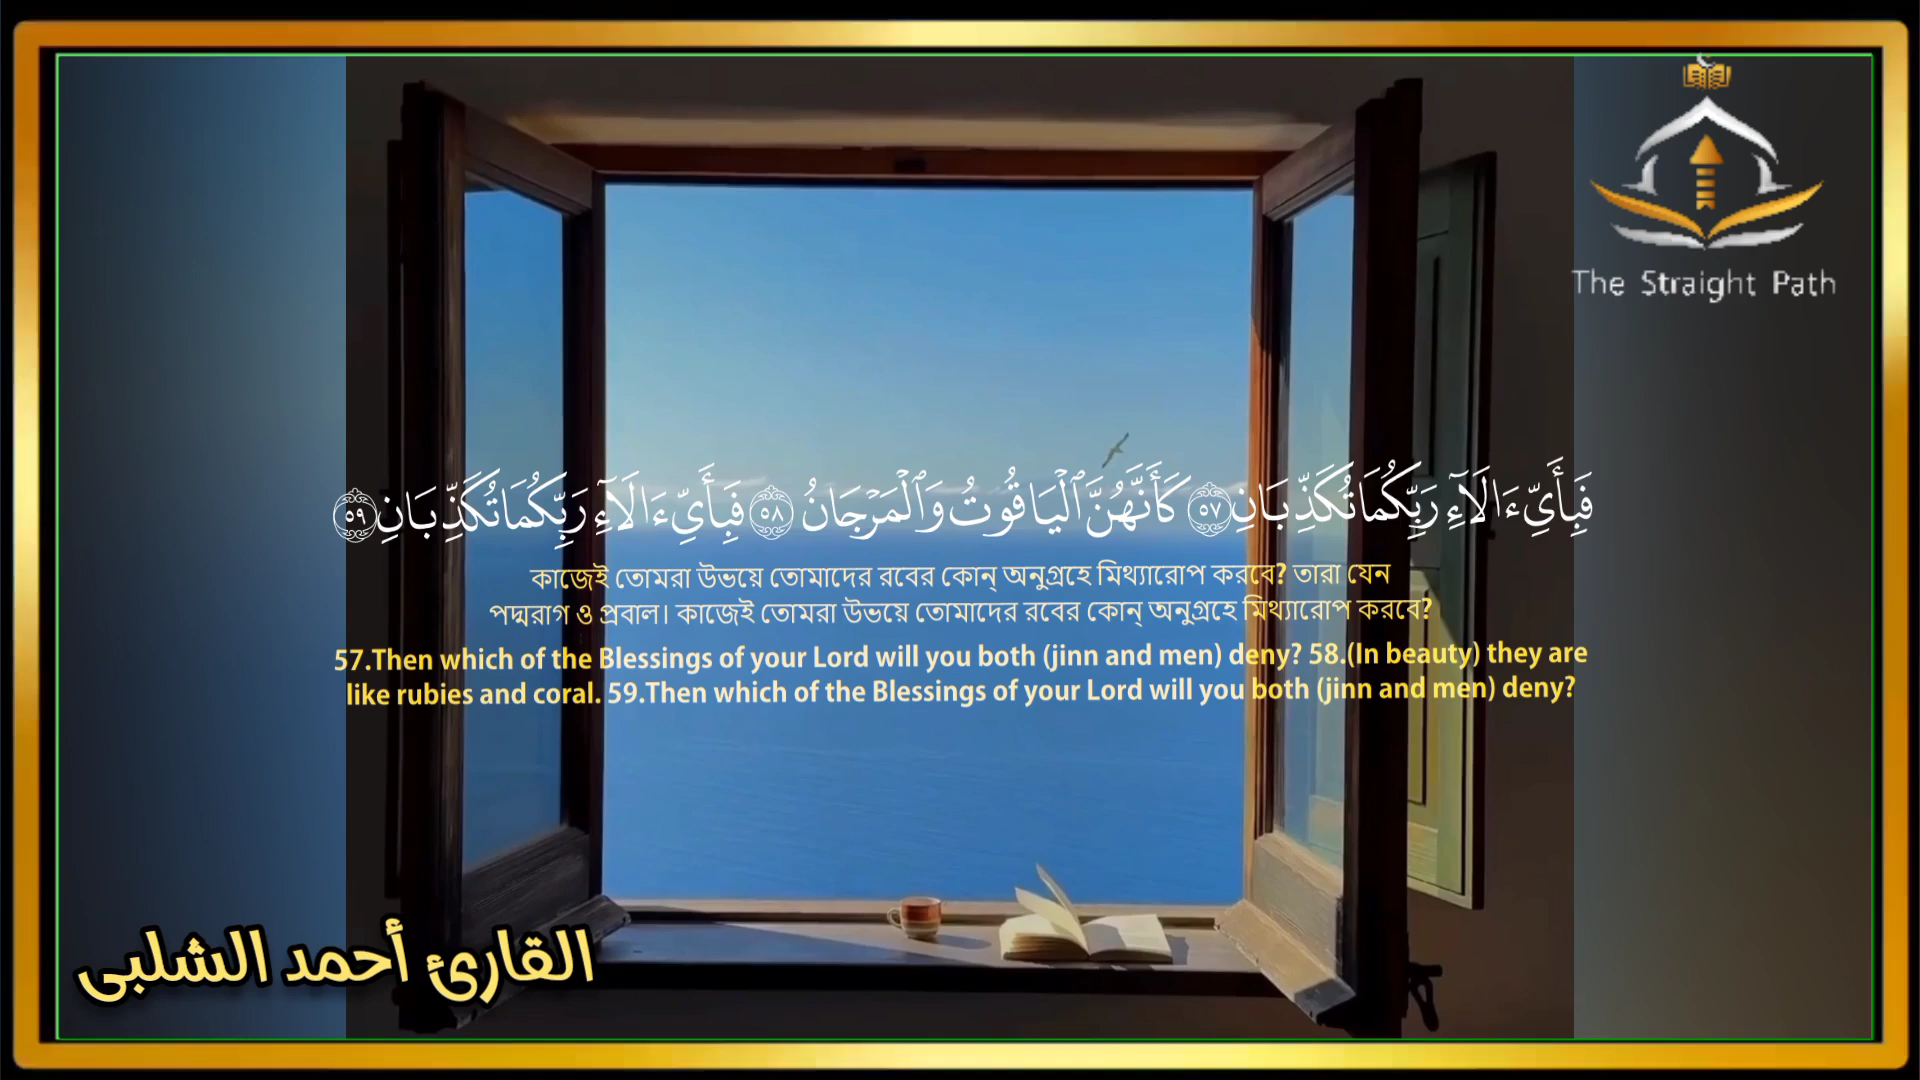 The Straight Path
فَبِأَيِّ ءَالَآءِ رَبِّكُمَا تُكَذِّبَانِ ٥٧ كَأَنَّهُنَّ ٱلْيَاقُوتُ وَٱلْمَرْجَانُ ٥٨ فَبِأَيِّ ءَالَآءِ رَبِّكُمَا تُكَذِّبَانِ ٥٩
কাজেই তোমরা উভয়ে তোমাদের রবের কোন্ অনুগ্রহে মিথ্যারোপ করবে? তারা যেন
পদ্মরাগ ও প্রবাল। কাজেই তোমরা উভয়ে তোমাদের রবের কোন্ অনুগ্রহে মিথ্যারোপ করবে?
57.Then which of the Blessings of your Lord will you both (jinn and men) deny? 58.(In beauty) they are
like rubies and coral. 59.Then which of the Blessings of your Lord will you both (jinn and men) deny?
القارئ أحمد الشلبى